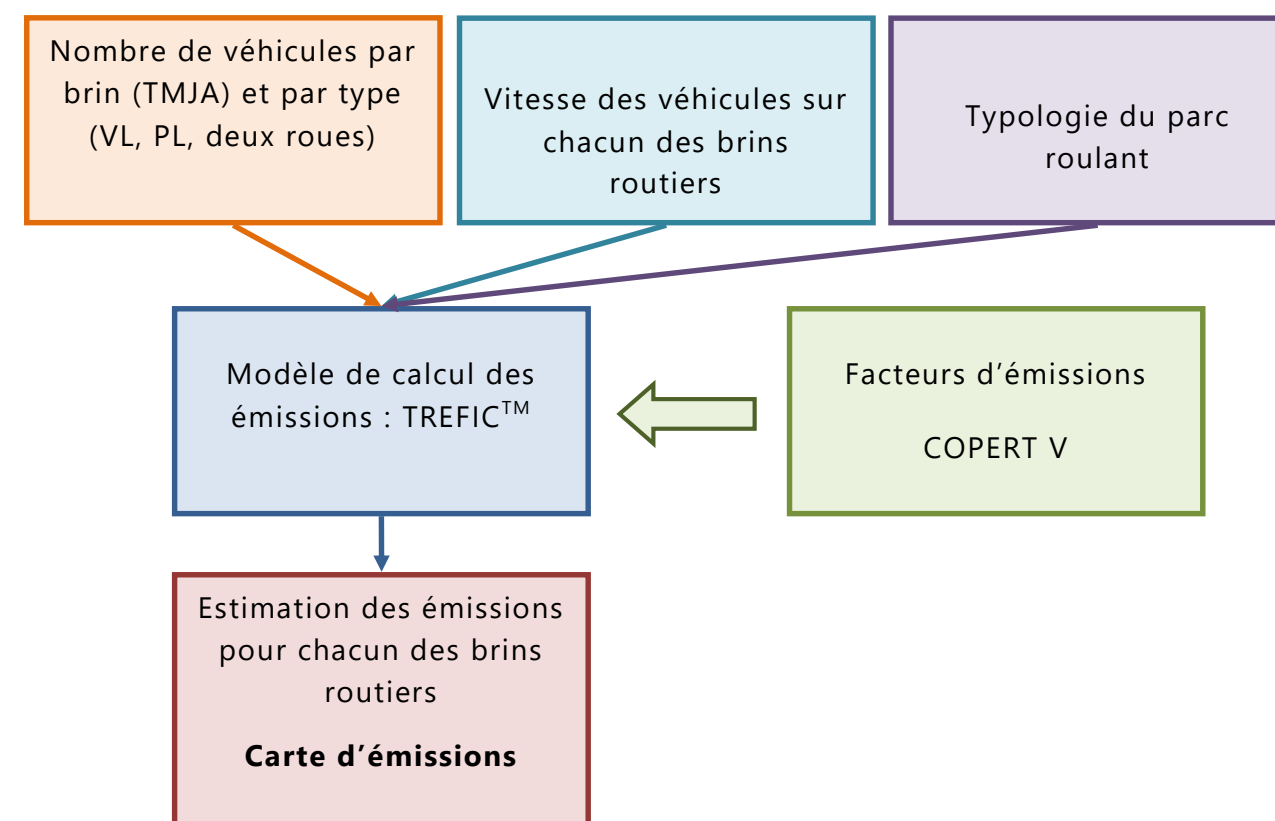 Nombre de véhicules par
brin (TMJA) et par type
(VL, PL, deux roues)
Vitesse des véhicules sur
chacun des brins
routiers
Typologie du parc
roulant
Modèle de calcul des
émissions : TREFIC™
Facteurs d’émissions
COPERT V
Estimation des émissions
pour chacun des brins
routiers
Carte d’émissions